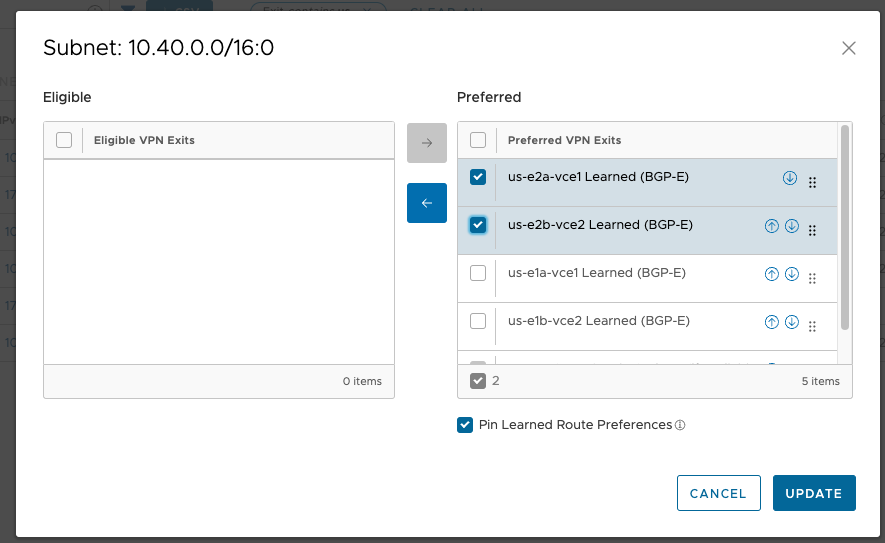 Subnet: 10.40.0.0/16:0
Eligible
Preferred
Eligible VPN Exits
Preferred VPN Exits
us-e2a-vce1 Learned (BGP-E)
us-e2b-vce2 Learned (BGP-E)
us-e1a-vce1 Learned (BGP-E)
us-e1b-vce2 Learned (BGP-E)
0 items
2
5 items
Pin Learned Route Preferences
CANCEL
UPDATE